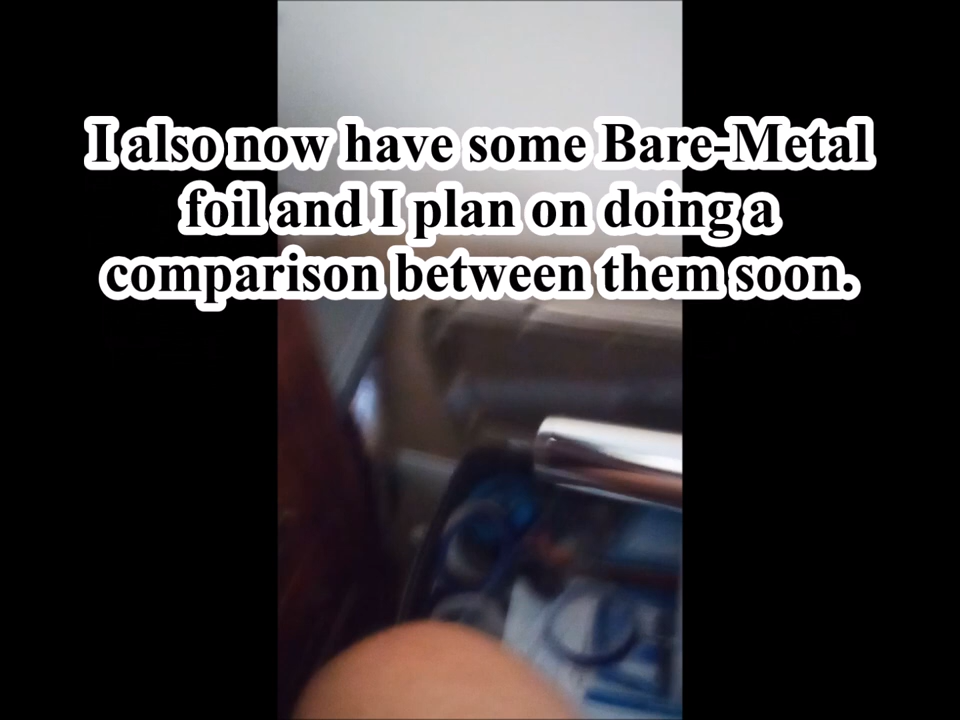 I also now have some Bare-Metal
foil and I plan on doing a
comparison between them soon.